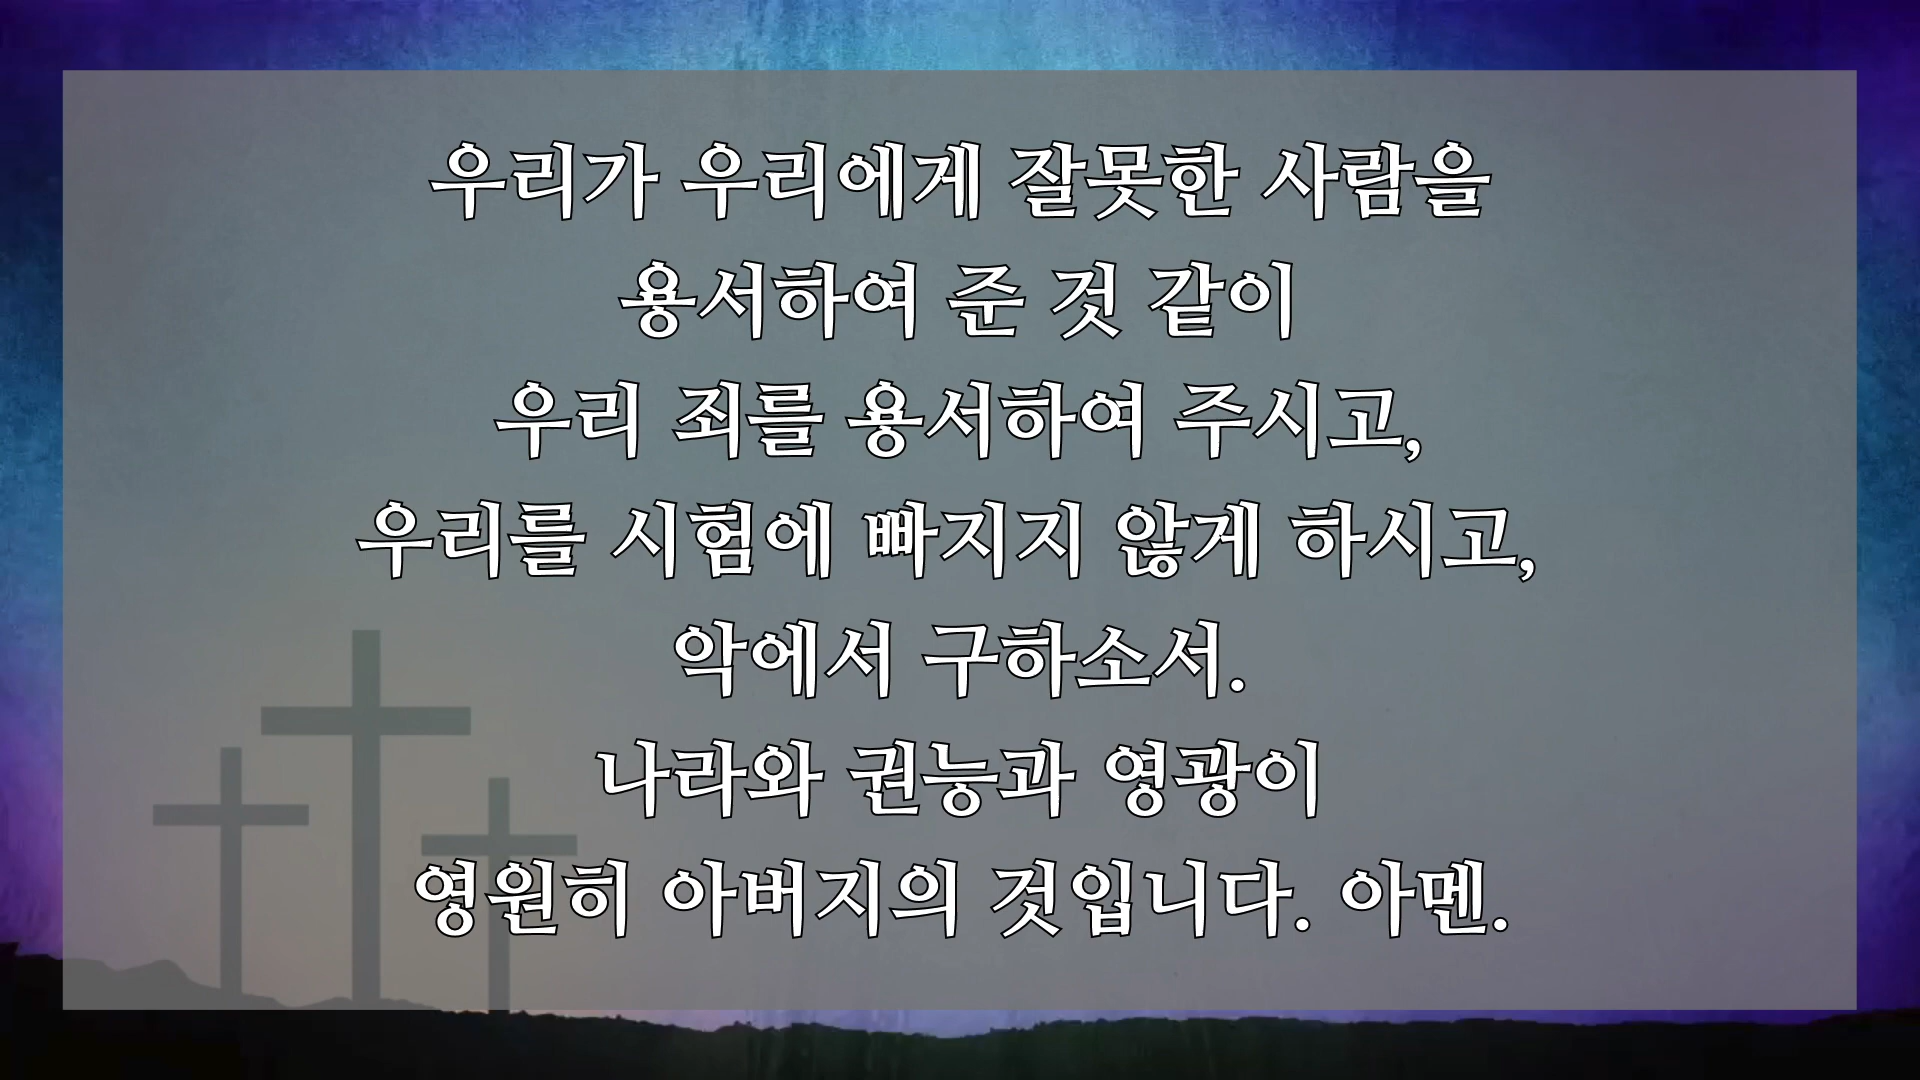 우리가 우리에게 잘못한 사람을
용서하여 준 것 같이
우리 죄를 용서하여 주시고,
우리를 시험에 빠지지 않게 하시고,
악에서 구하소서.
나라와 권능과 영광이
영원히 아버지의 것입니다. 아멘.